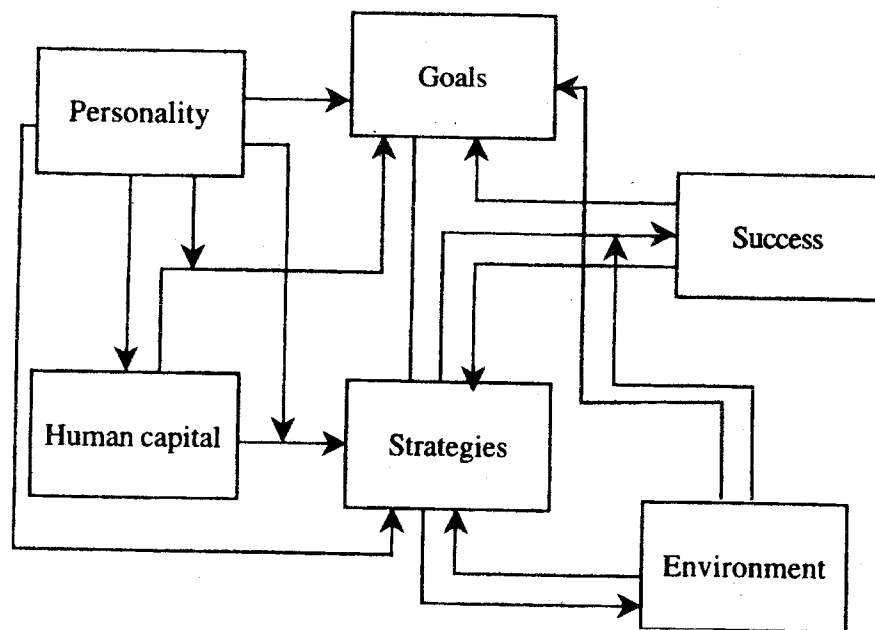 Goals
Personality
Success
Human capital
Strategies
Environment